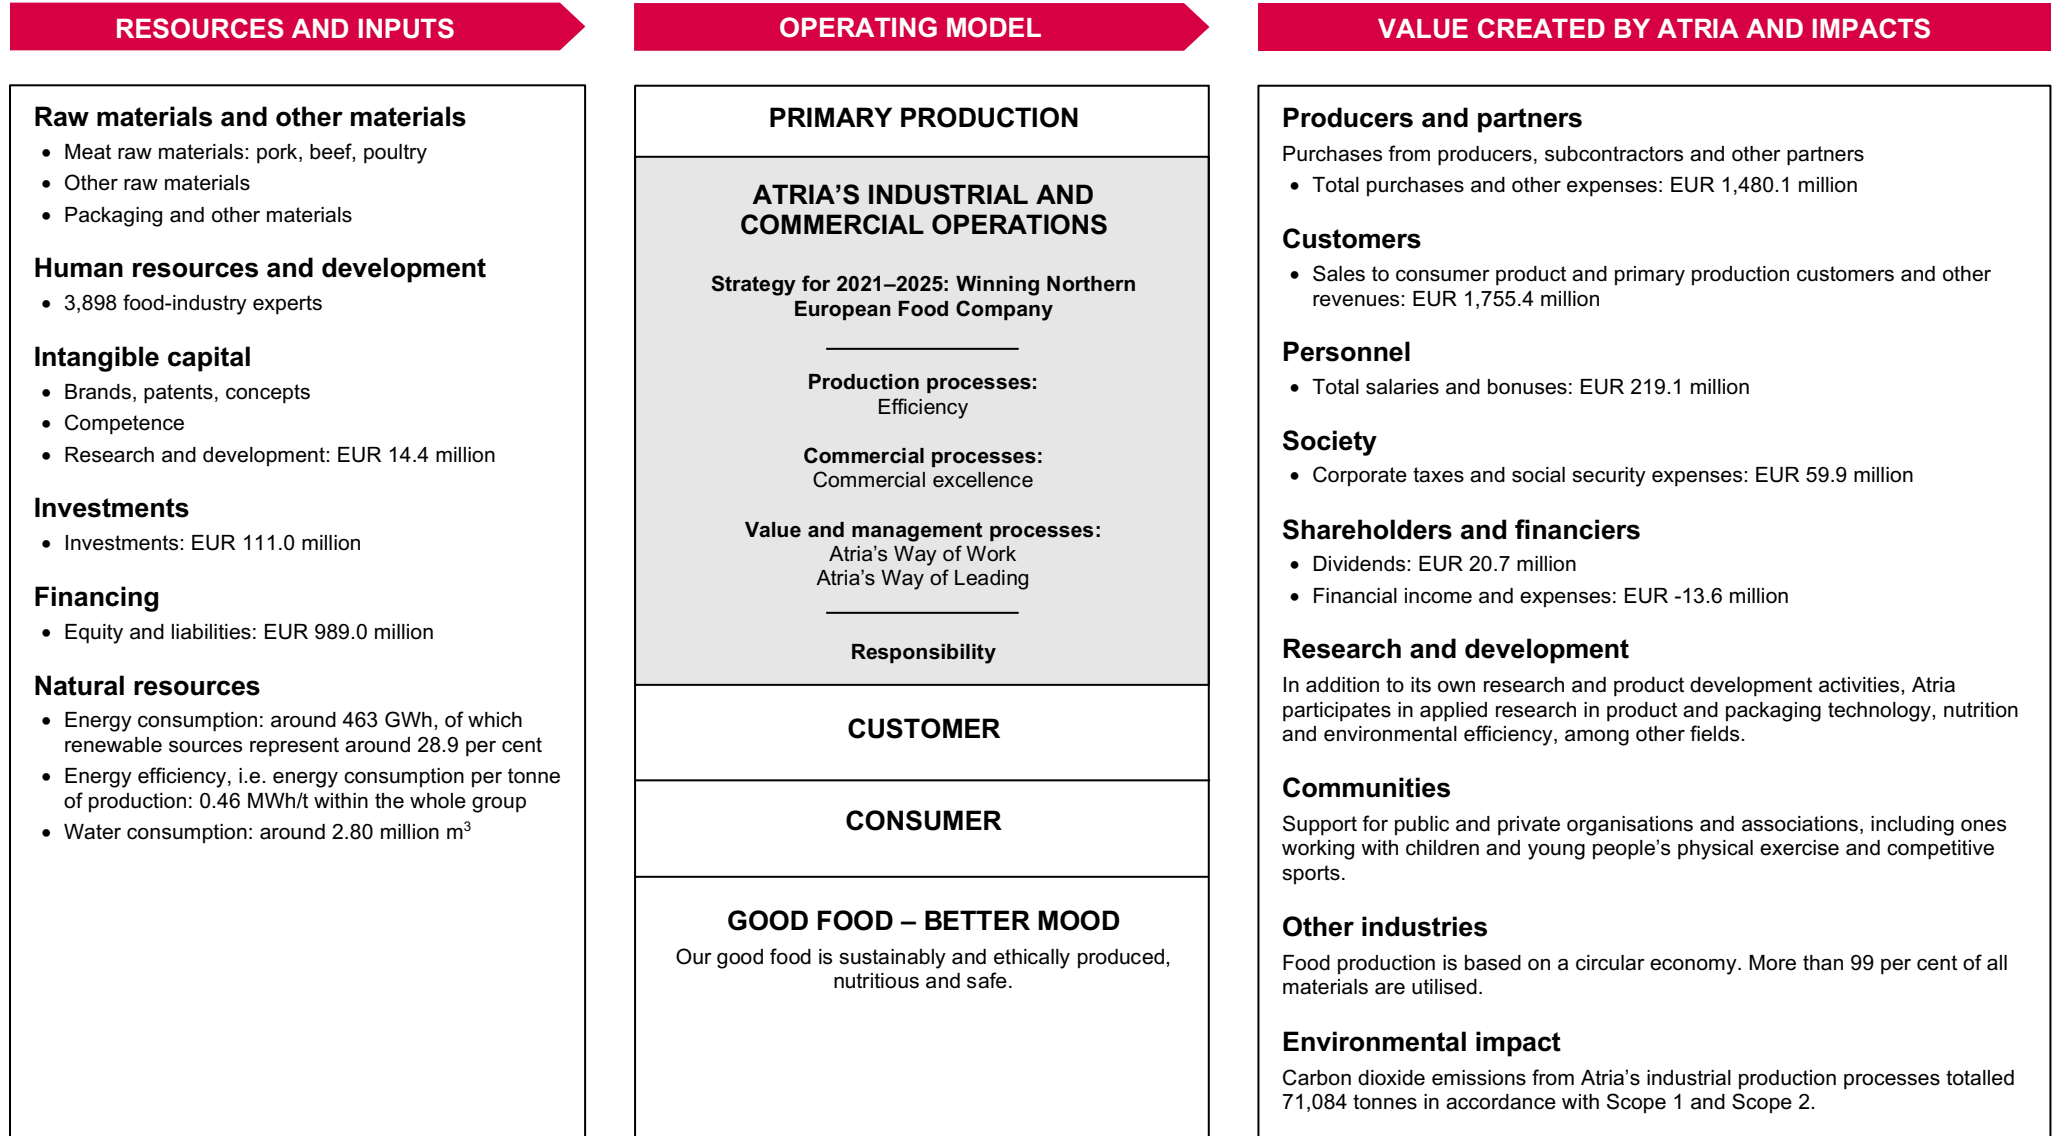 RESOURCES AND INPUTS
Raw materials and other materials
• Meat raw materials: pork, beef, poultry
• Other raw materials
• Packaging and other materials
Human resources and development
• 3,898 food-industry experts
Intangible capital
• Brands, patents, concepts
• Competence
• Research and development: EUR 14.4 million
Investments
• Investments: EUR 111.0 million
Financing
• Equity and liabilities: EUR 989.0 million
Natural resources
• Energy consumption: around 463 GWh, of which
renewable sources represent around 28.9 per cent
• Energy efficiency, i.e. energy consumption per tonne
of production: 0.46 MWh/t within the whole group
• Water consumption: around 2.80 million m³
OPERATING MODEL
PRIMARY PRODUCTION
ATRIA’S INDUSTRIAL AND
COMMERCIAL OPERATIONS
Strategy for 2021–2025: Winning Northern
European Food Company
Production processes:
Efficiency
Commercial processes:
Commercial excellence
Value and management processes:
Atria’s Way of Work
Atria’s Way of Leading
Responsibility
CUSTOMER
CONSUMER
GOOD FOOD – BETTER MOOD
Our good food is sustainably and ethically produced,
nutritious and safe.
VALUE CREATED BY ATRIA AND IMPACTS
Producers and partners
Purchases from producers, subcontractors and other partners
• Total purchases and other expenses: EUR 1,480.1 million
Customers
• Sales to consumer product and primary production customers and other
revenues: EUR 1,755.4 million
Personnel
• Total salaries and bonuses: EUR 219.1 million
Society
• Corporate taxes and social security expenses: EUR 59.9 million
Shareholders and financiers
• Dividends: EUR 20.7 million
• Financial income and expenses: EUR -13.6 million
Research and development
In addition to its own research and product development activities, Atria
participates in applied research in product and packaging technology, nutrition
and environmental efficiency, among other fields.
Communities
Support for public and private organisations and associations, including ones
working with children and young people’s physical exercise and competitive
sports.
Other industries
Food production is based on a circular economy. More than 99 per cent of all
materials are utilised.
Environmental impact
Carbon dioxide emissions from Atria’s industrial production processes totalled
71,084 tonnes in accordance with Scope 1 and Scope 2.